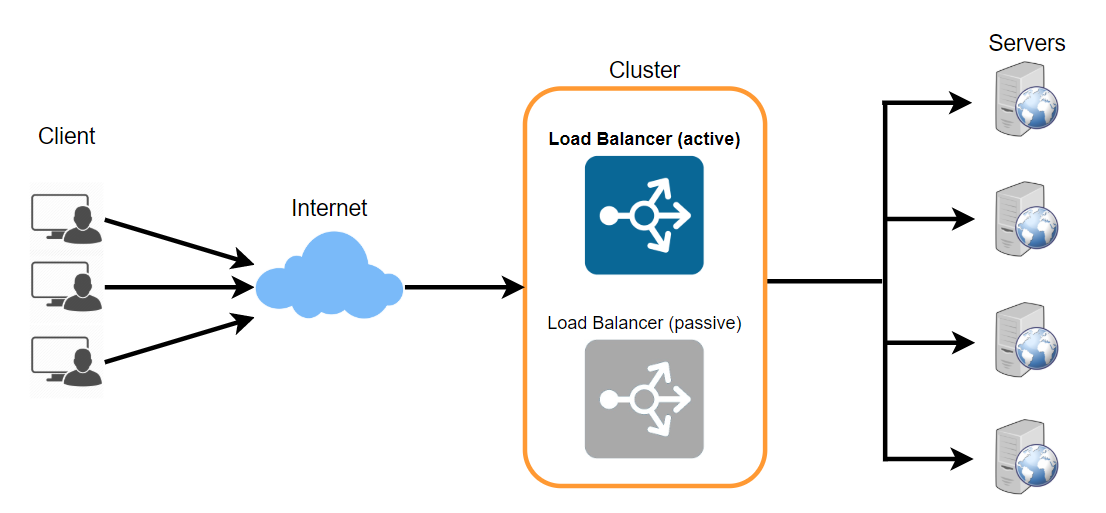 Client
Internet
Cluster
Load Balancer (active)
Load Balancer (passive)
Servers